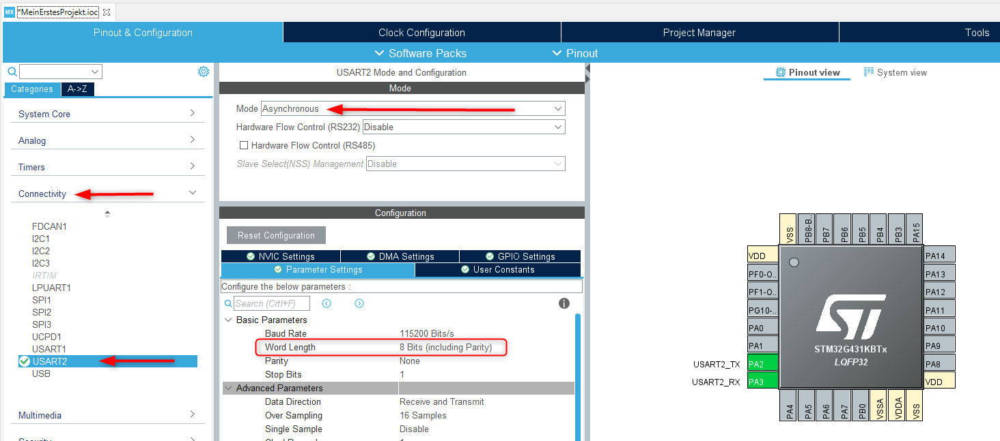 MX *MeinErstesProjekt.ioc
Pinout & Configuration
Clock Configuration
Project Manager
Tools
Software Packs
Pinout
Categories
A->Z
System Core
Analog
Timers
Connectivity
FDCAN1
I2C1
I2C2
I2C3
IRTIM
LPUART1
SPI1
SPI2
SPI3
UCPD1
USART1
USART2
USB
Multimedia
Security
USART2 Mode and Configuration
Mode
Mode Asynchronous
Hardware Flow Control (RS232) Disable
Hardware Flow Control (RS485)
Slave Select(NSS) Management Disable
Configuration
Reset Configuration
NVIC Settings
DMA Settings
GPIO Settings
Parameter Settings
User Constants
Configure the below parameters :
Search (Crtl+F)
Basic Parameters
Baud Rate 115200 Bits/s
Word Length 8 Bits (including Parity)
Parity None
Stop Bits 1
Advanced Parameters
Data Direction Receive and Transmit
Over Sampling 16 Samples
Single Sample Disable
Pinout view
System view
VSS
PB8-B..
PB7
PB6
PB5
PB4
PB3
PA15
VDD
PF0-O..
PF1-O..
PG10-..
PA0
PA1
USART2_TX PA2
USART2_RX PA3
ST
STM32G431KBTx
LQFP32
PA14
PA13
PA12
PA11
PA10
PA9
PA8
VDD
PA4
PA5
PA6
PA7
PB0
VSSA
VDDA
VSS